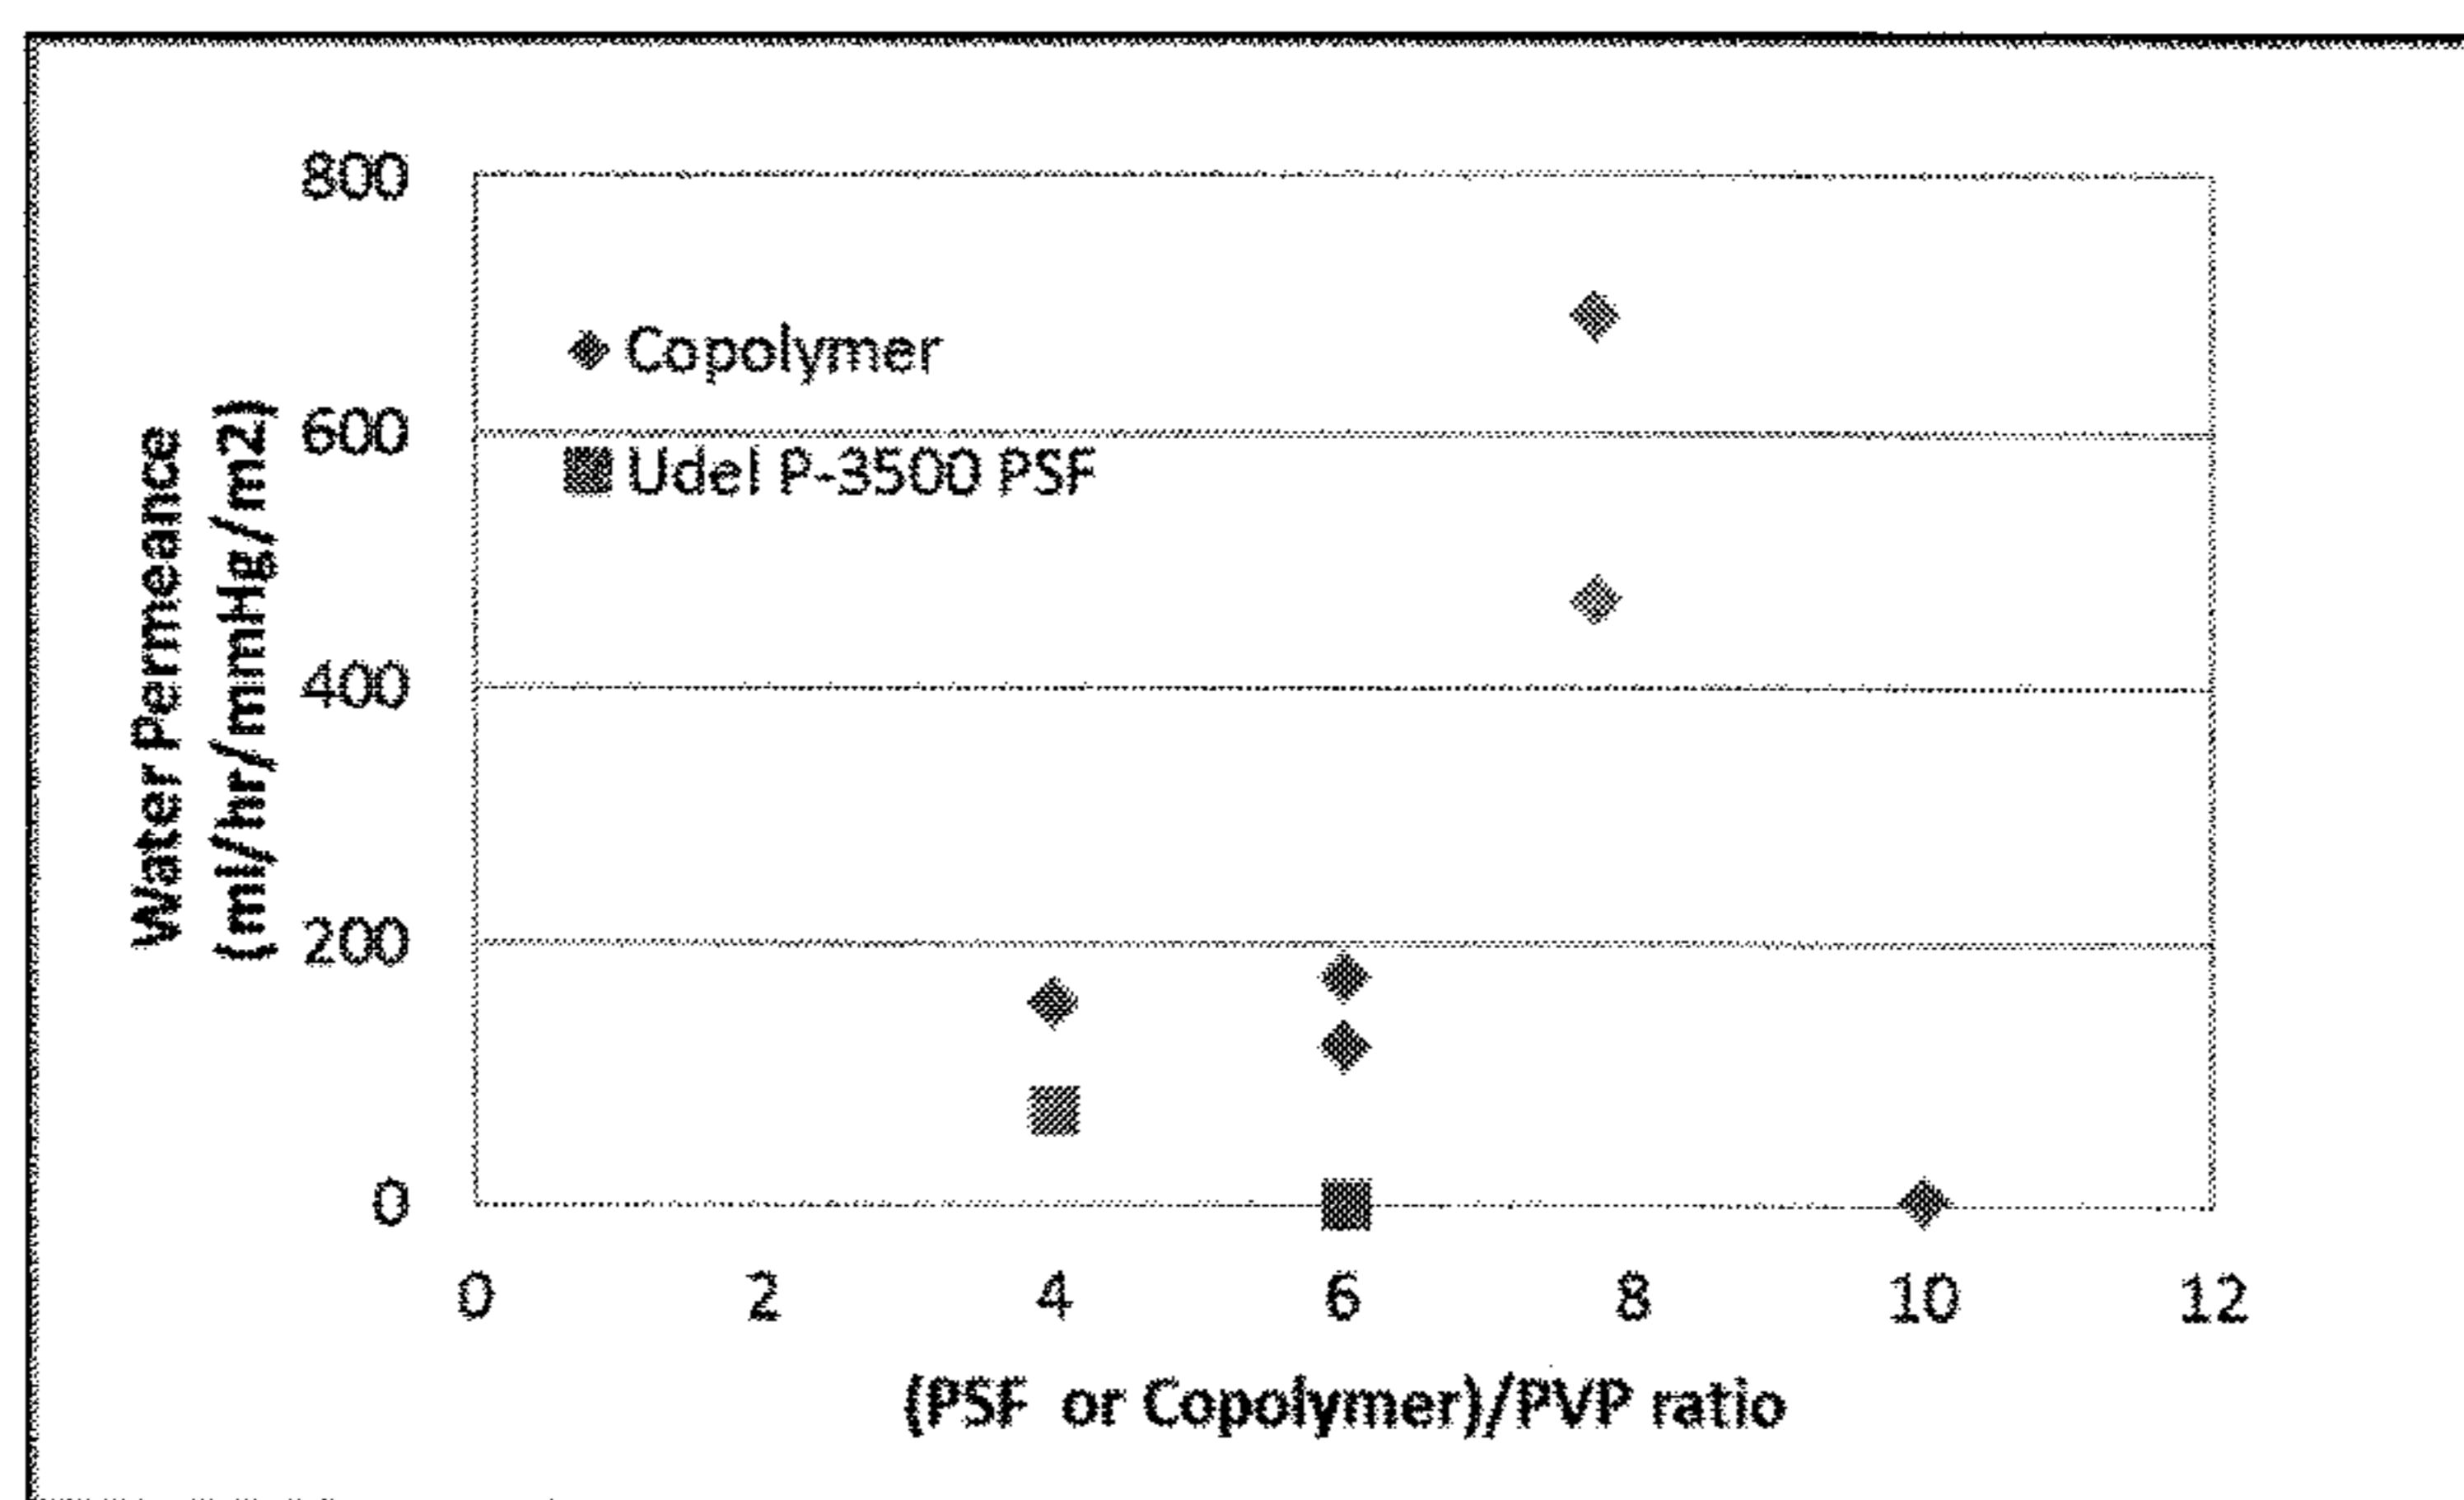 800
Copolymer
600
Udel P-3500 PSF
Water Permeance
(ml/hr/mmHg/m2)
400
200
0
0 2 4 6 8 10 12
(PSF or Copolymer)/PVP ratio